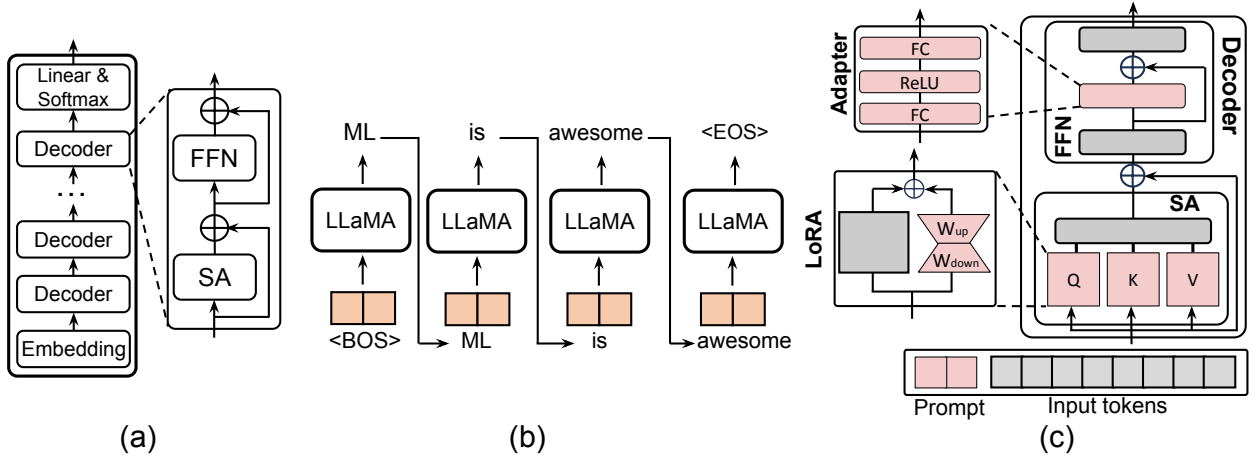 Linear &
Softmax
Decoder
...
Decoder
Decoder
Embedding
FFN
SA
(a)
ML
is
awesome
<EOS>
LLaMA
LLaMA
LLaMA
LLaMA
<BOS>
ML
is
awesome
(b)
Adapter
FC
ReLU
FC
LoRA
Wup
Wdown
Decoder
FFN
SA
Q
K
V
Prompt
Input tokens
(c)